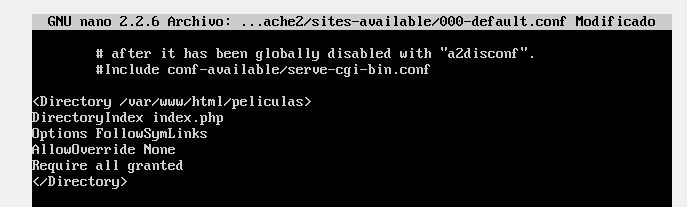 GNU nano 2.2.6 Archivo: ...ache2/sites-available/000-default.conf Modificado
# after it has been globally disabled with "a2disconf".
#Include conf-available/serve-cgi-bin.conf
<Directory /var/www/html/peliculas>
DirectoryIndex index.php
Options FollowSymLinks
AllowOverride None
Require all granted
</Directory>